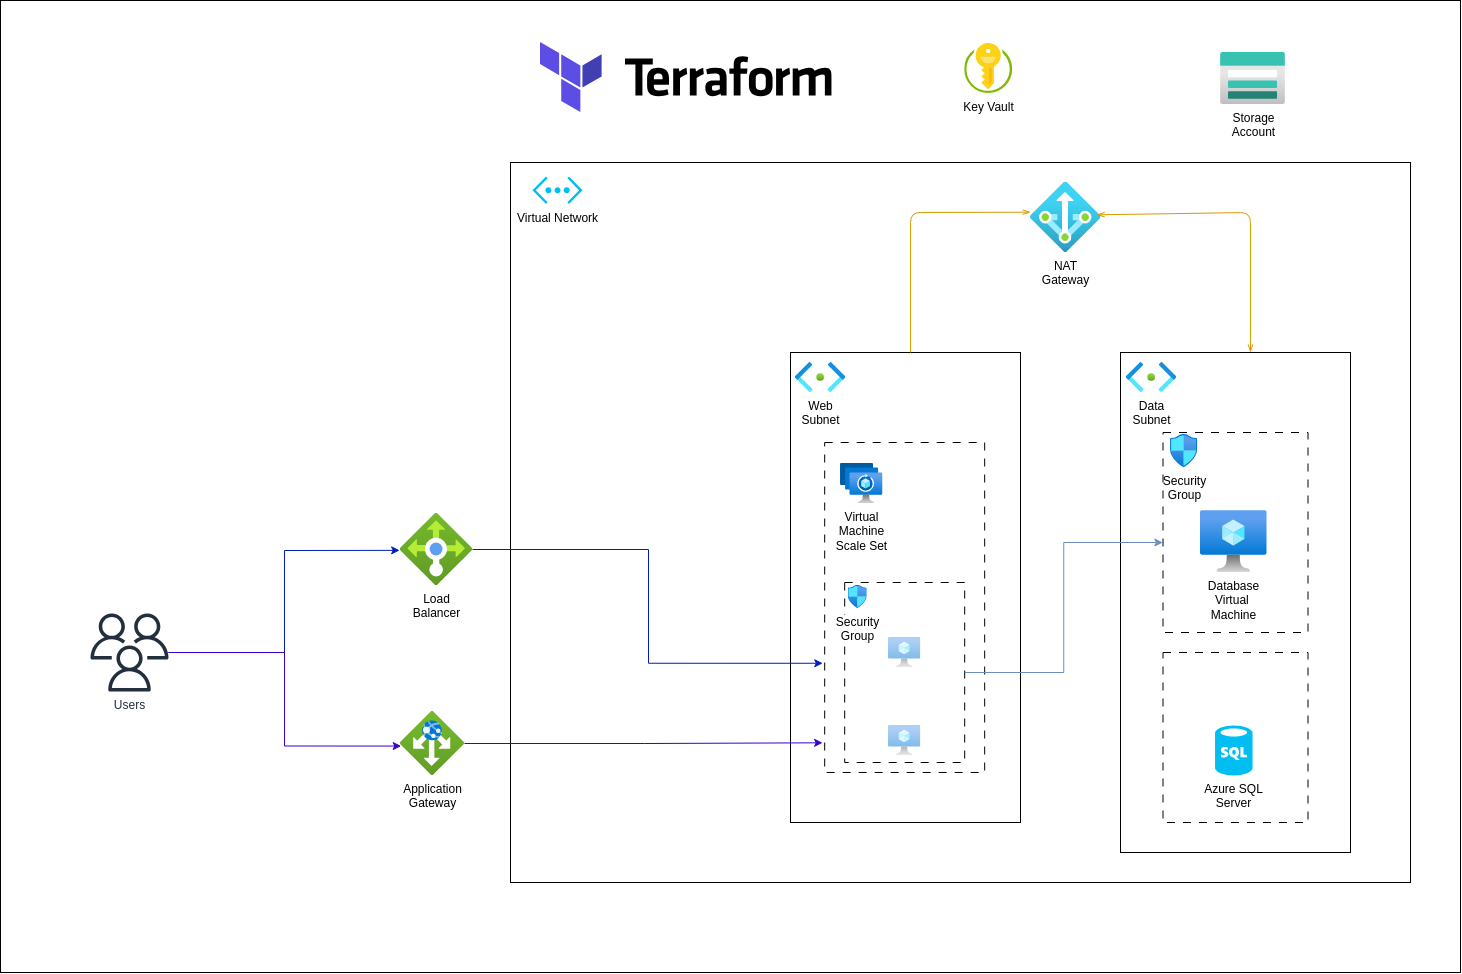 Terraform
Key Vault
Storage
Account
Virtual Network
NAT
Gateway
Web
Subnet
Data
Subnet
Virtual
Machine
Scale Set
Security
Group
Security
Group
Database
Virtual
Machine
Load
Balancer
Users
Application
Gateway
SQL
Azure SQL
Server